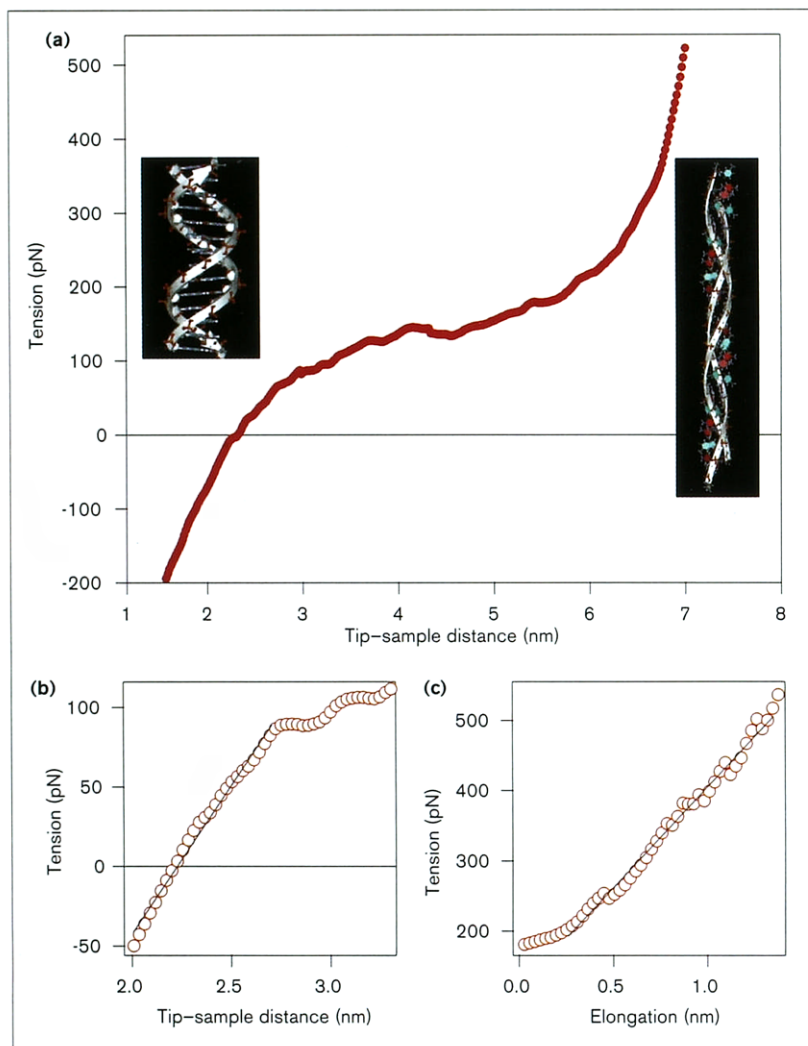 (a)
500
400
300
200
100
0
-100
-200
Tension (pN)
1 2 3 4 5 6 7 8
Tip–sample distance (nm)
(b)
100
50
0
-50
Tension (pN)
2.0 2.5 3.0
Tip–sample distance (nm)
(c)
500
400
300
200
Tension (pN)
0.0 0.5 1.0
Elongation (nm)